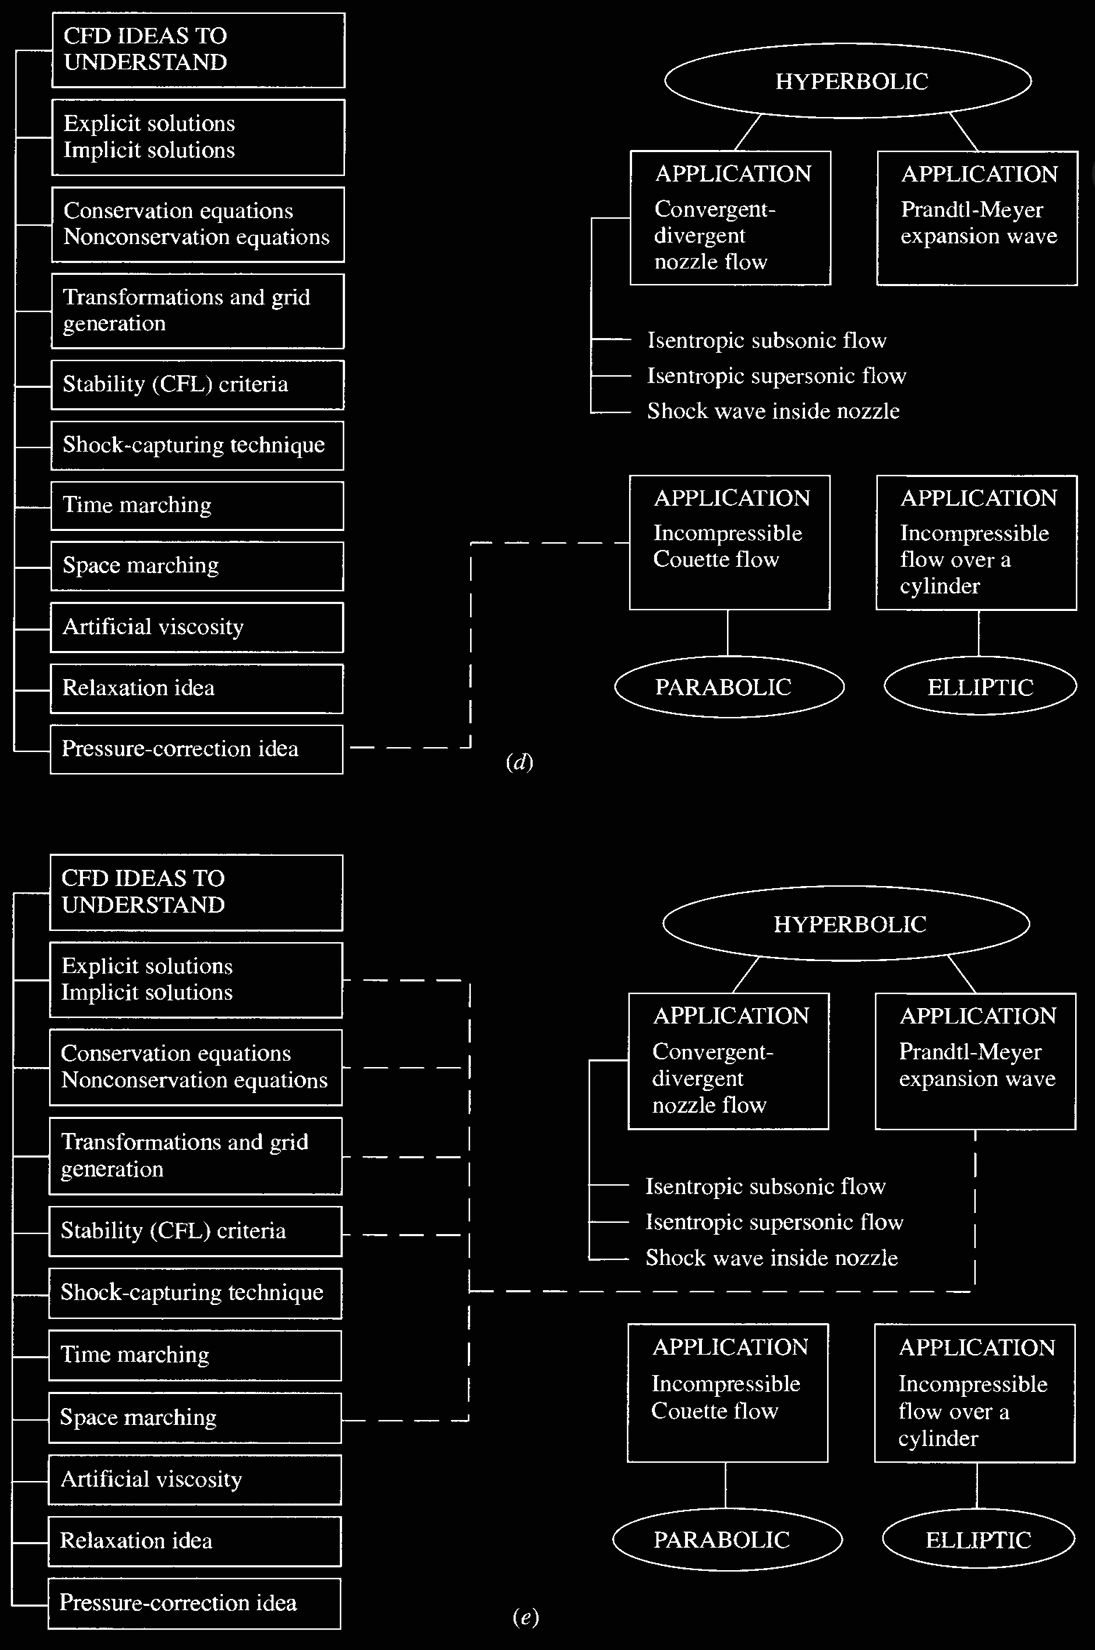 CFD IDEAS TO
UNDERSTAND
Explicit solutions
Implicit solutions
Conservation equations
Nonconservation equations
Transformations and grid
generation
Stability (CFL) criteria
Shock-capturing technique
Time marching
Space marching
Artificial viscosity
Relaxation idea
Pressure-correction idea
HYPERBOLIC
APPLICATION
Convergent-
divergent
nozzle flow
APPLICATION
Prandtl-Meyer
expansion wave
Isentropic subsonic flow
Isentropic supersonic flow
Shock wave inside nozzle
APPLICATION
Incompressible
Couette flow
APPLICATION
Incompressible
flow over a
cylinder
PARABOLIC
ELLIPTIC
(d)
CFD IDEAS TO
UNDERSTAND
Explicit solutions
Implicit solutions
Conservation equations
Nonconservation equations
Transformations and grid
generation
Stability (CFL) criteria
Shock-capturing technique
Time marching
Space marching
Artificial viscosity
Relaxation idea
Pressure-correction idea
HYPERBOLIC
APPLICATION
Convergent-
divergent
nozzle flow
APPLICATION
Prandtl-Meyer
expansion wave
Isentropic subsonic flow
Isentropic supersonic flow
Shock wave inside nozzle
APPLICATION
Incompressible
Couette flow
APPLICATION
Incompressible
flow over a
cylinder
PARABOLIC
ELLIPTIC
(e)